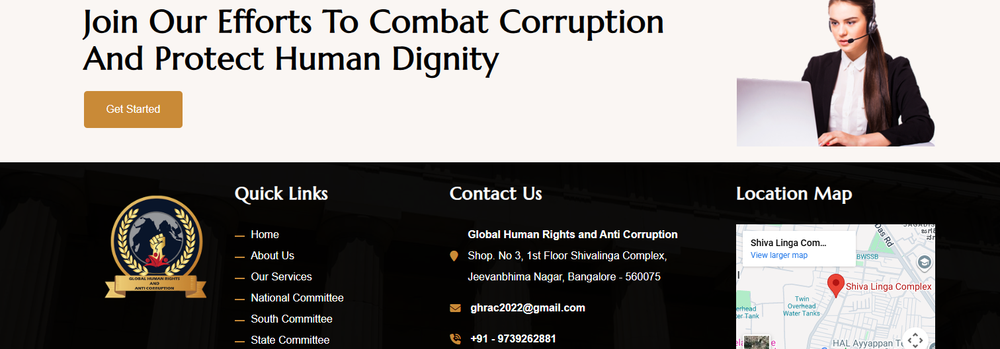 Join Our Efforts To Combat Corruption
And Protect Human Dignity
Get Started
GLOBAL HUMAN RIGHTS
AND
ANTI CORRUPTION
Quick Links
Home
About Us
Our Services
National Committee
South Committee
State Committee
Contact Us
Global Human Rights and Anti Corruption
Shop. No 3, 1st Floor Shivalinga Complex,
Jeevanbhima Nagar, Bangalore - 560075
ghrac2022@gmail.com
+91 - 9739262881
Location Map
Shiva Linga Com...
View larger map
Das Rd
BWSSB
Shiva Linga Complex
Twin
Overhead
Water Tanks
erhead
er Tank
HAL Ayyappan